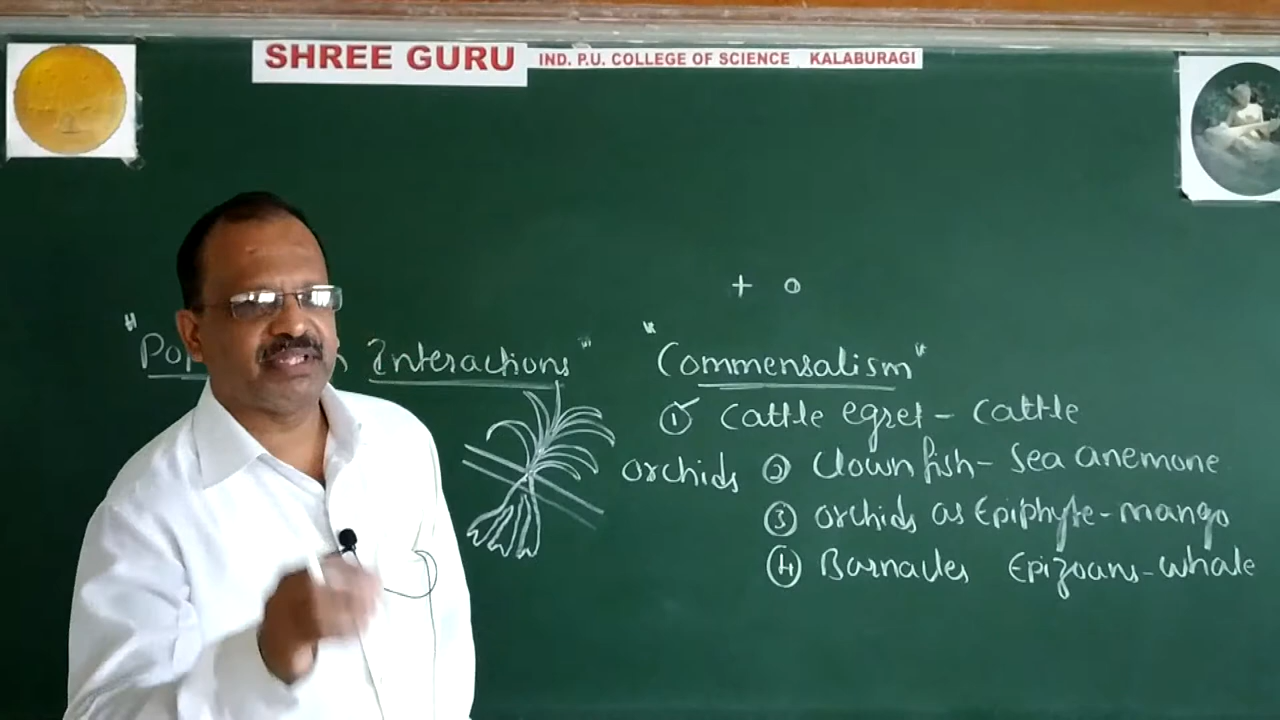 SHREE GURU IND. P.U. COLLEGE OF SCIENCE, KALABURAGI
+ o
" Interactions"
"Commensalism"
① Cattle egret - Cattle
orchids ② Clown fish - Sea anemone
③ orchids as Epiphyte - mango
④ Barnacles Epizoans - whale